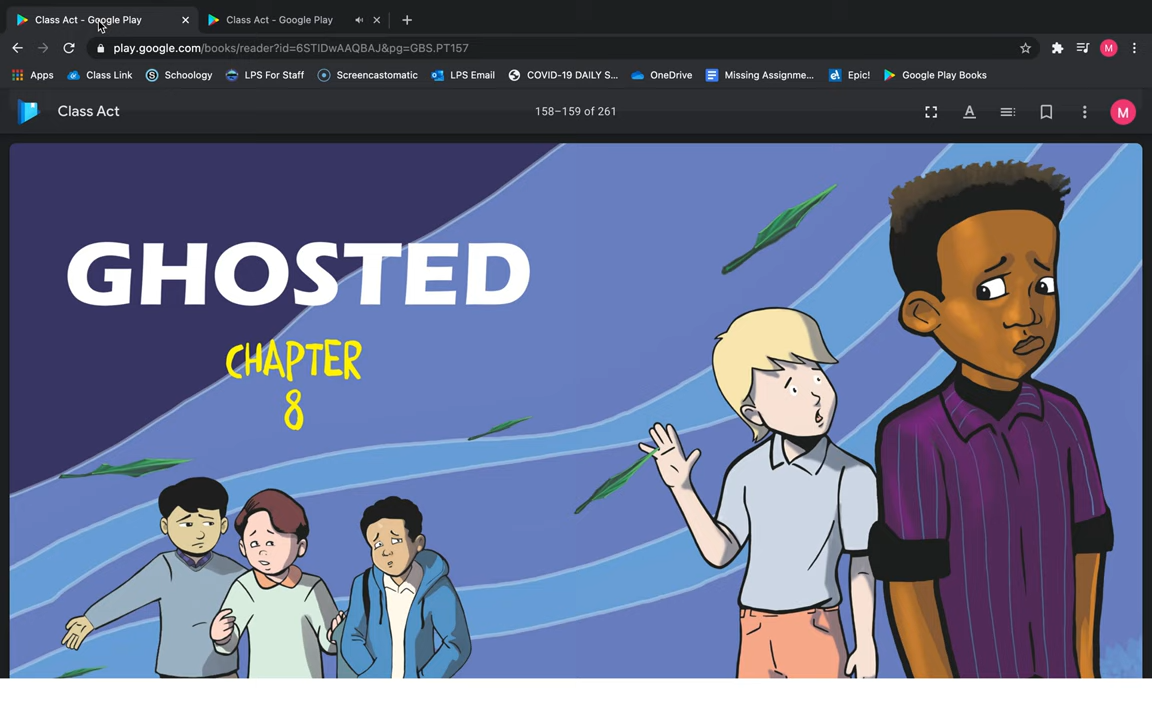 Class Act - Google Play
Class Act - Google Play
play.google.com/books/reader?id=6STIDwAAQBAJ&pg=GBS.PT157
M
Apps
Class Link
S
Schoology
LPS For Staff
Screencastomatic
LPS Email
COVID-19 DAILY S...
OneDrive
Missing Assignme...
Epic!
Google Play Books
Class Act
158–159 of 261
A
M
GHOSTED
CHAPTER
8